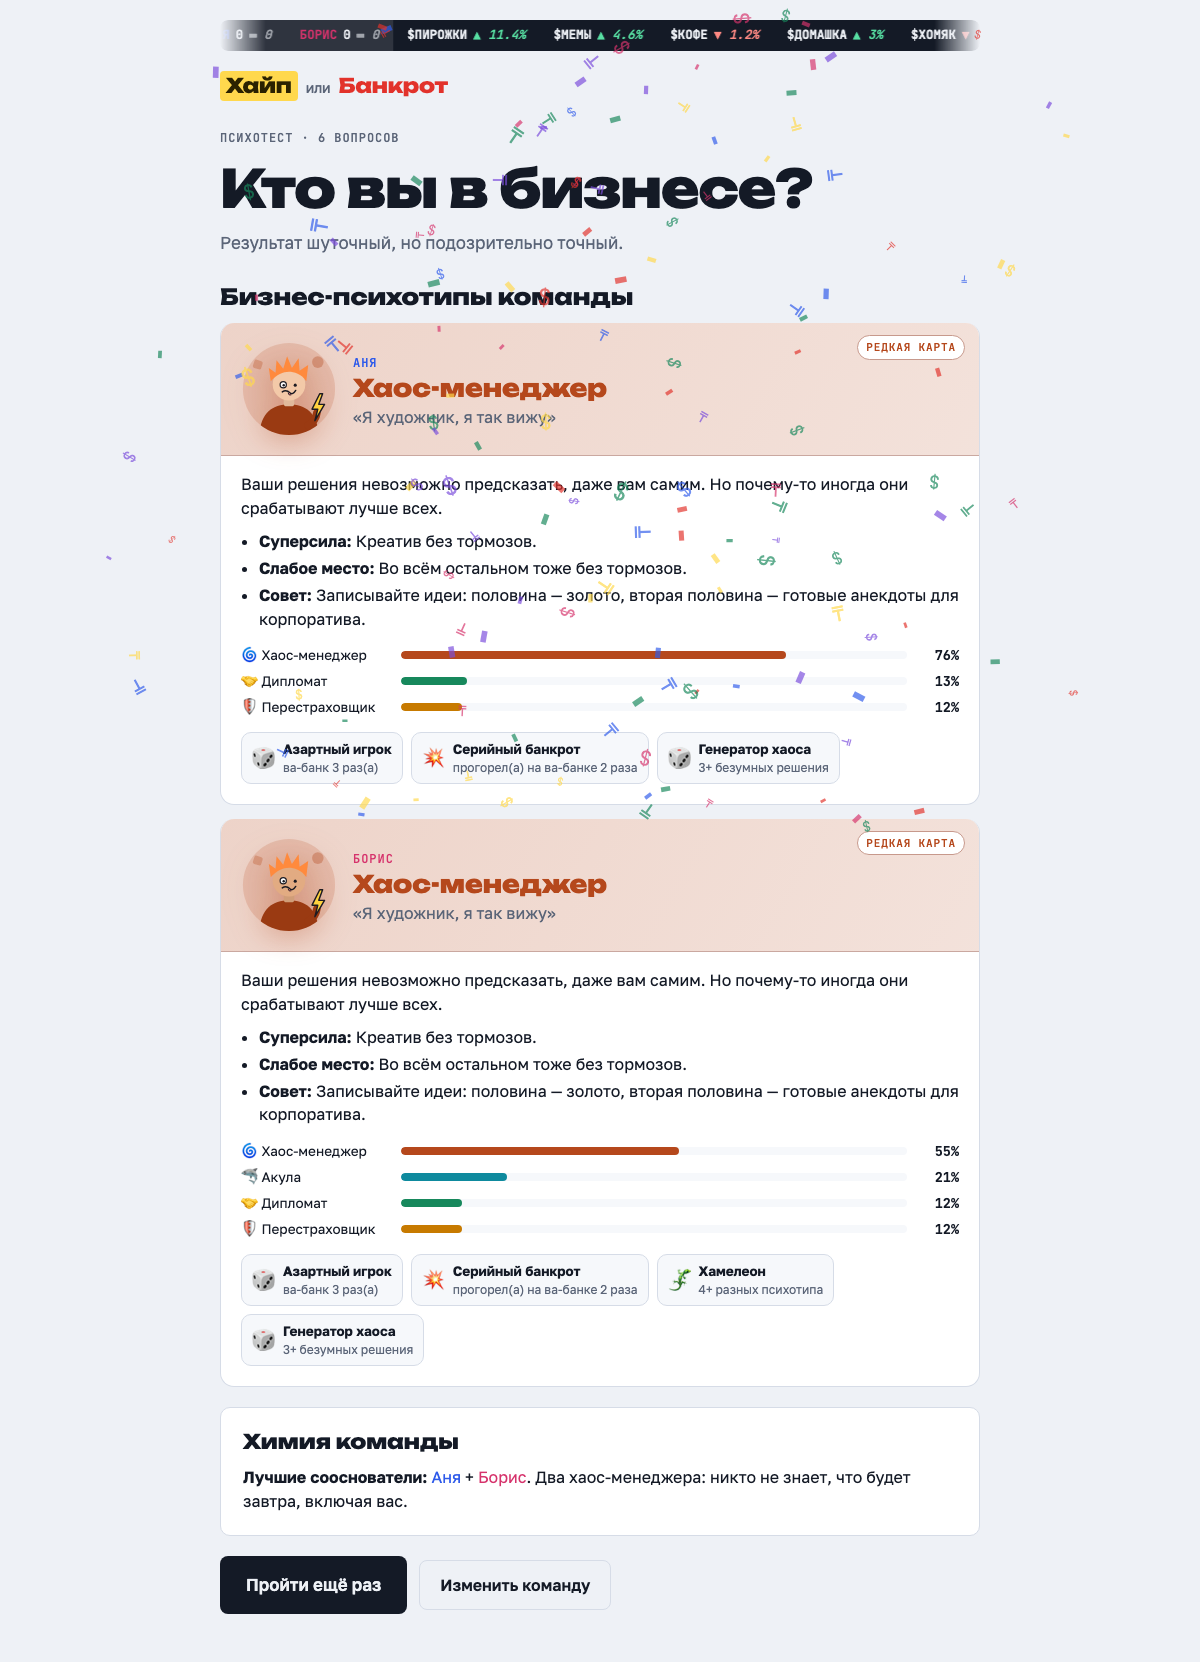 0 = 0 БОРИС 0 = 0 $ПИРОЖКИ ▲ 11.4% $МЕМЫ ▲ 4.6% $КОФЕ ▼ 1.2% $ДОМАШКА ▲ 3% $ХОМЯК ▼
Хайп или Банкрот
ПСИХОТЕСТ · 6 ВОПРОСОВ
Кто вы в бизнесе?
Результат шуточный, но подозрительно точный.
Бизнес-психотипы команды
РЕДКАЯ КАРТА
АНЯ
Хаос-менеджер
«Я художник, я так вижу»
Ваши решения невозможно предсказать, даже вам самим. Но почему-то иногда они
срабатывают лучше всех.
• Суперсила: Креатив без тормозов.
• Слабое место: Во всём остальном тоже без тормозов.
• Совет: Записывайте идеи: половина — золото, вторая половина — готовые анекдоты для
корпоратива.
Хаос-менеджер 76%
Дипломат 13%
Перестраховщик 12%
Азартный игрок
ва-банк 3 раз(а)
Серийный банкрот
прогорел(а) на ва-банке 2 раза
Генератор хаоса
3+ безумных решения
РЕДКАЯ КАРТА
БОРИС
Хаос-менеджер
«Я художник, я так вижу»
Ваши решения невозможно предсказать, даже вам самим. Но почему-то иногда они
срабатывают лучше всех.
• Суперсила: Креатив без тормозов.
• Слабое место: Во всём остальном тоже без тормозов.
• Совет: Записывайте идеи: половина — золото, вторая половина — готовые анекдоты для
корпоратива.
Хаос-менеджер 55%
Акула 21%
Дипломат 12%
Перестраховщик 12%
Азартный игрок
ва-банк 3 раз(а)
Серийный банкрот
прогорел(а) на ва-банке 2 раза
Хамелеон
4+ разных психотипа
Генератор хаоса
3+ безумных решения
Химия команды
Лучшие сооснователи: Аня + Борис. Два хаос-менеджера: никто не знает, что будет
завтра, включая вас.
Пройти ещё раз
Изменить команду